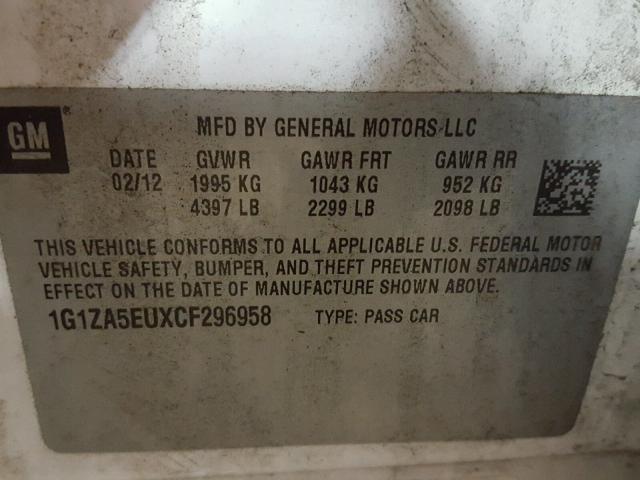 GM
MFD BY GENERAL MOTORS LLC
DATE GVWR GAWR FRT GAWR RR
02/12 1995 KG 1043 KG 952 KG
4397 LB 2299 LB 2098 LB
THIS VEHICLE CONFORMS TO ALL APPLICABLE U.S. FEDERAL MOTOR
VEHICLE SAFETY, BUMPER, AND THEFT PREVENTION STANDARDS IN
EFFECT ON THE DATE OF MANUFACTURE SHOWN ABOVE.
1G1ZA5EUXCF296958 TYPE: PASS CAR